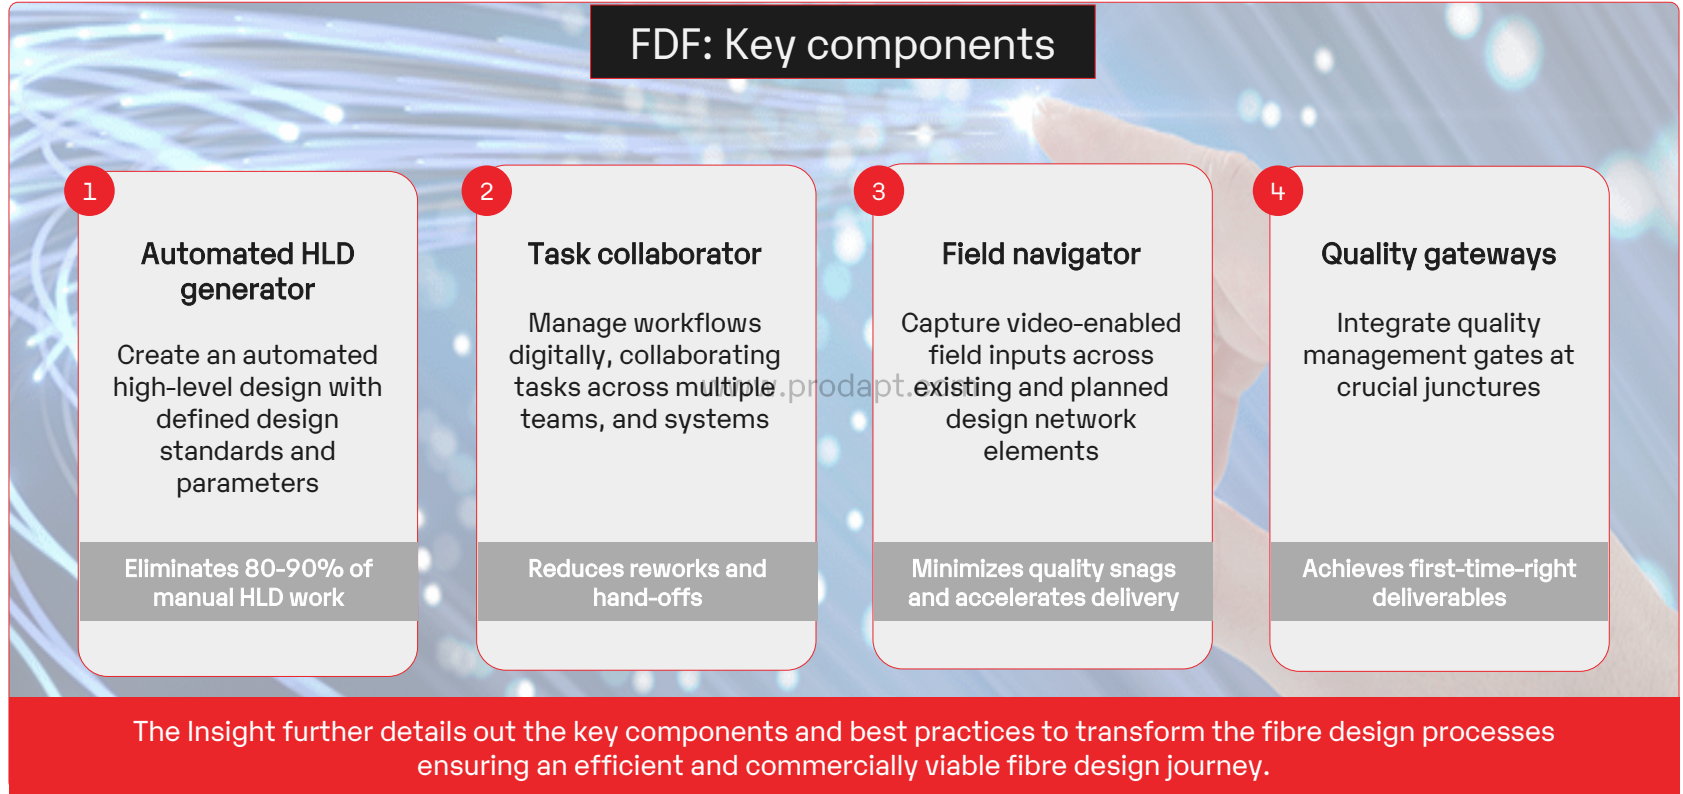 FDF: Key components
1
Automated HLD
generator
Create an automated
high-level design with
defined design
standards and
parameters
Eliminates 80-90% of
manual HLD work
2
Task collaborator
Manage workflows
digitally, collaborating
tasks across multiple
teams, and systems
Reduces reworks and
hand-offs
3
Field navigator
Capture video-enabled
field inputs across
existing and planned
design network
elements
Minimizes quality snags
and accelerates delivery
4
Quality gateways
Integrate quality
management gates at
crucial junctures
Achieves first-time-right
deliverables
www.prodapt.com
The Insight further details out the key components and best practices to transform the fibre design processes
ensuring an efficient and commercially viable fibre design journey.